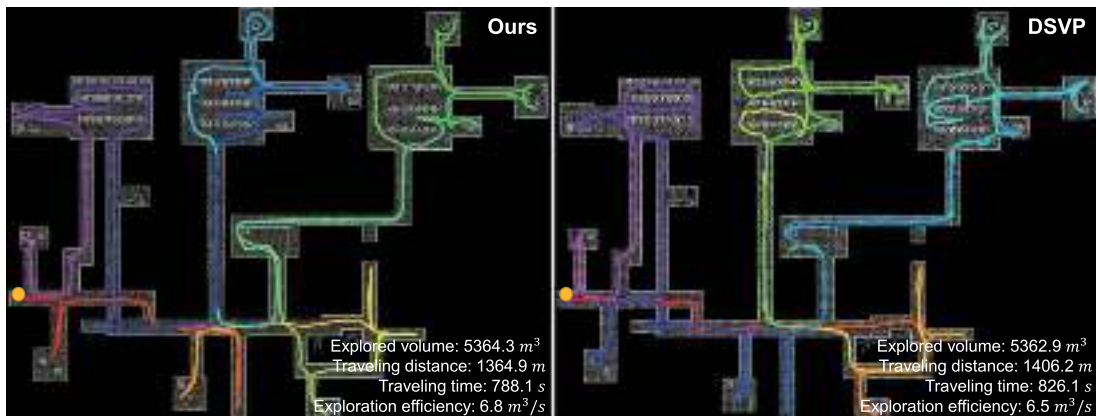 Ours
Explored volume: 5364.3 m³
Traveling distance: 1364.9 m
Traveling time: 788.1 s
Exploration efficiency: 6.8 m³/s
DSVP
Explored volume: 5362.9 m³
Traveling distance: 1406.2 m
Traveling time: 826.1 s
Exploration efficiency: 6.5 m³/s